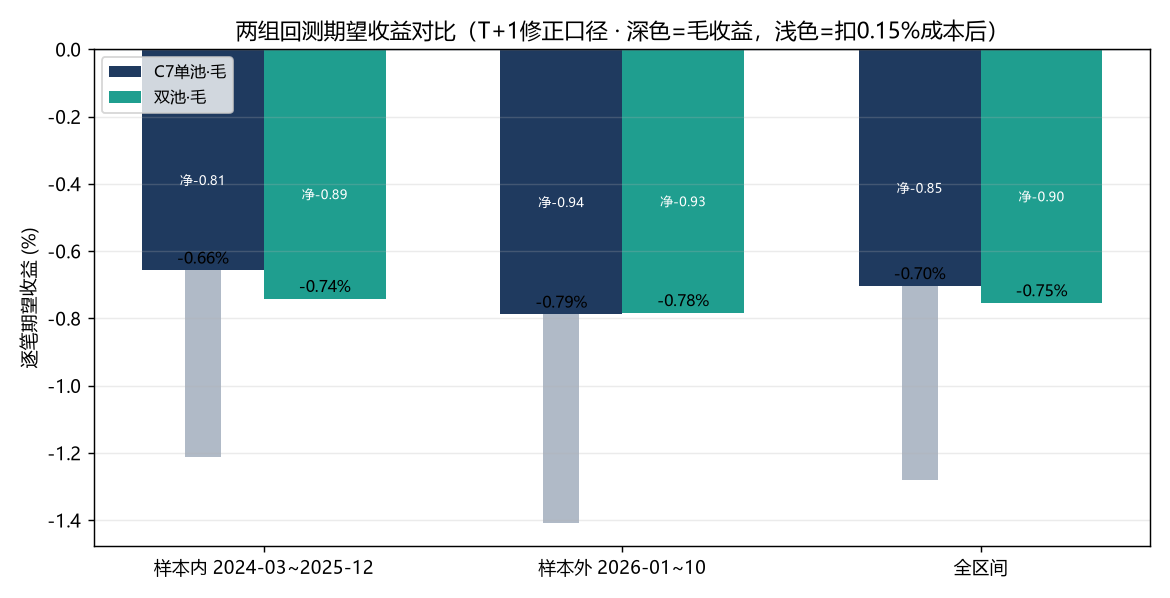 两组回测期望收益对比（T+1修正口径 · 深色=毛收益，浅色=扣0.15%成本后）
C7单池·毛
双池·毛
逐笔期望收益 (%)
0.0
-0.2
-0.4
-0.6
-0.8
-1.0
-1.2
-1.4
净-0.81
净-0.89
净-0.94
净-0.93
净-0.85
净-0.90
-0.66%
-0.74%
-0.79%
-0.78%
-0.70%
-0.75%
样本内 2024-03~2025-12
样本外 2026-01~10
全区间